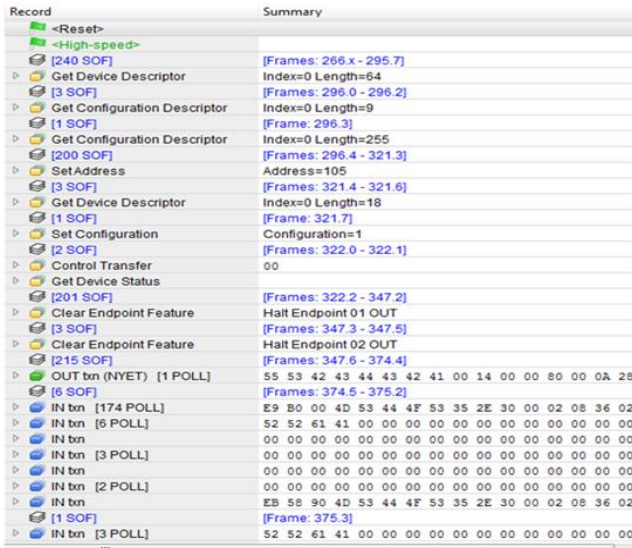 Record Summary
<Reset>
<High-speed>
[240 SOF] [Frames: 266.x - 295.7]
Get Device Descriptor Index=0 Length=64
[3 SOF] [Frames: 296.0 - 296.2]
Get Configuration Descriptor Index=0 Length=9
[1 SOF] [Frame: 296.3]
Get Configuration Descriptor Index=0 Length=255
[200 SOF] [Frames: 296.4 - 321.3]
SetAddress Address=105
[3 SOF] [Frames: 321.4 - 321.6]
Get Device Descriptor Index=0 Length=18
[1 SOF] [Frame: 321.7]
Set Configuration Configuration=1
[2 SOF] [Frames: 322.0 - 322.1]
Control Transfer 00
Get Device Status
[201 SOF] [Frames: 322.2 - 347.2]
Clear Endpoint Feature Halt Endpoint 01 OUT
[3 SOF] [Frames: 347.3 - 347.5]
Clear Endpoint Feature Halt Endpoint 02 OUT
[215 SOF] [Frames: 347.6 - 374.4]
OUT txn (NYET) [1 POLL] 55 53 42 43 44 43 42 41 00 14 00 00 80 00 0A 28
[6 SOF] [Frames: 374.5 - 375.2]
IN txn [174 POLL] E9 B0 00 4D 53 44 4F 53 35 2E 30 00 02 08 36 02
IN txn [6 POLL] 52 52 61 41 00 00 00 00 00 00 00 00 00 00 00 00
IN txn 00 00 00 00 00 00 00 00 00 00 00 00 00 00 00 00
IN txn [3 POLL] 00 00 00 00 00 00 00 00 00 00 00 00 00 00 00 00
IN txn 00 00 00 00 00 00 00 00 00 00 00 00 00 00 00 00
IN txn [2 POLL] 00 00 00 00 00 00 00 00 00 00 00 00 00 00 00 00
IN txn EB 58 90 4D 53 44 4F 53 35 2E 30 00 02 08 36 02
[1 SOF] [Frame: 375.3]
IN txn [3 POLL] 52 52 61 41 00 00 00 00 00 00 00 00 00 00 00 00